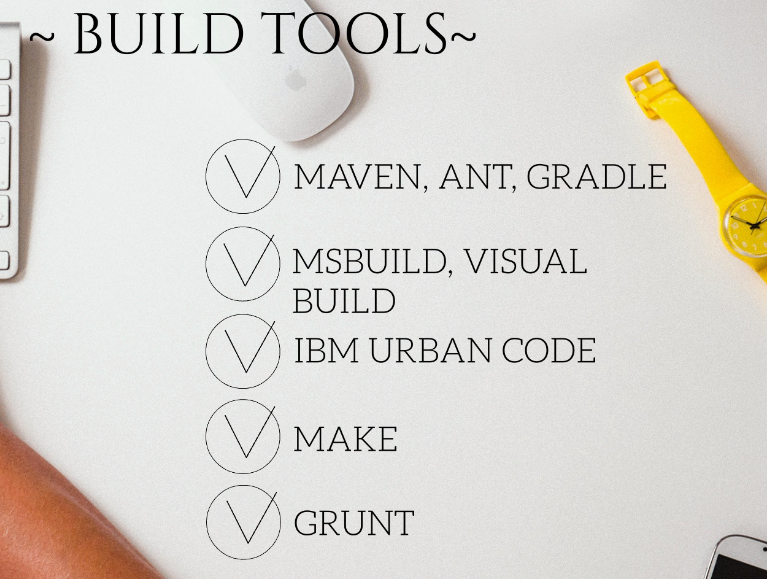 ~ BUILD TOOLS~
MAVEN, ANT, GRADLE
MSBUILD, VISUAL
BUILD
IBM URBAN CODE
MAKE
GRUNT